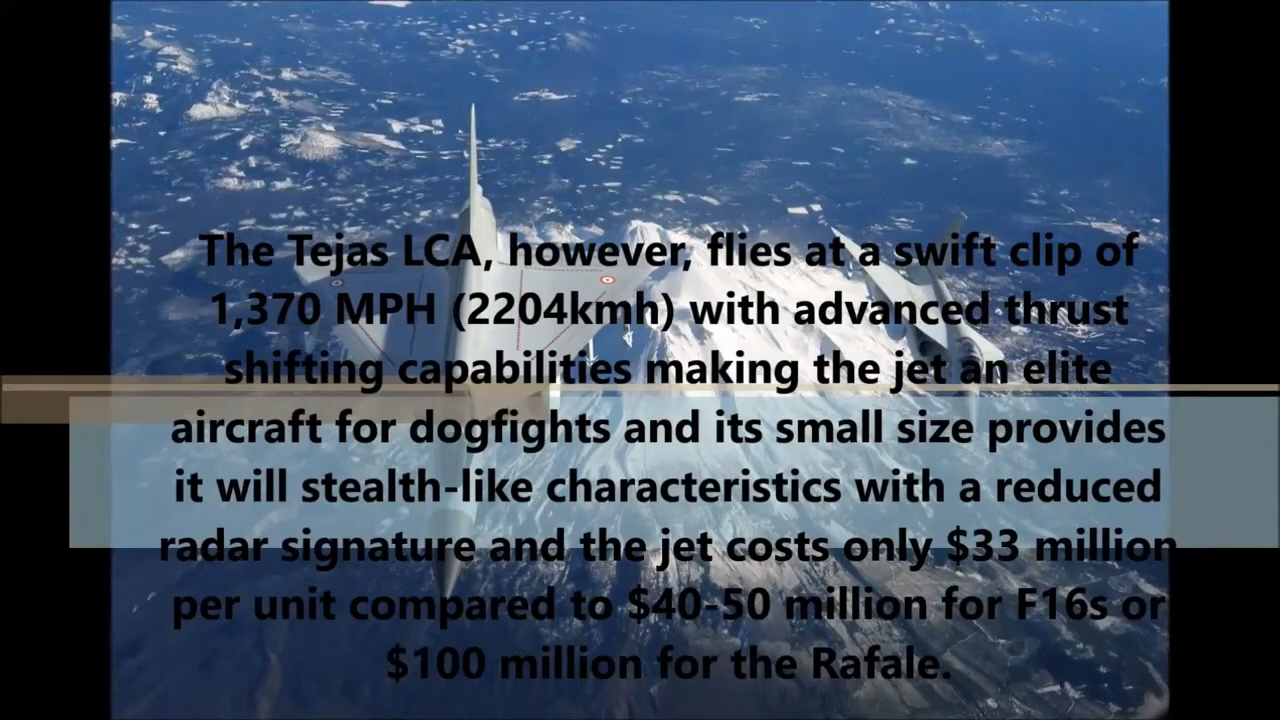 The Tejas LCA, however, flies at a swift clip of
1,370 MPH (2204kmh) with advanced thrust
shifting capabilities making the jet an elite
aircraft for dogfights and its small size provides
it will stealth-like characteristics with a reduced
radar signature and the jet costs only $33 million
per unit compared to $40-50 million for F16s or
$100 million for the Rafale.